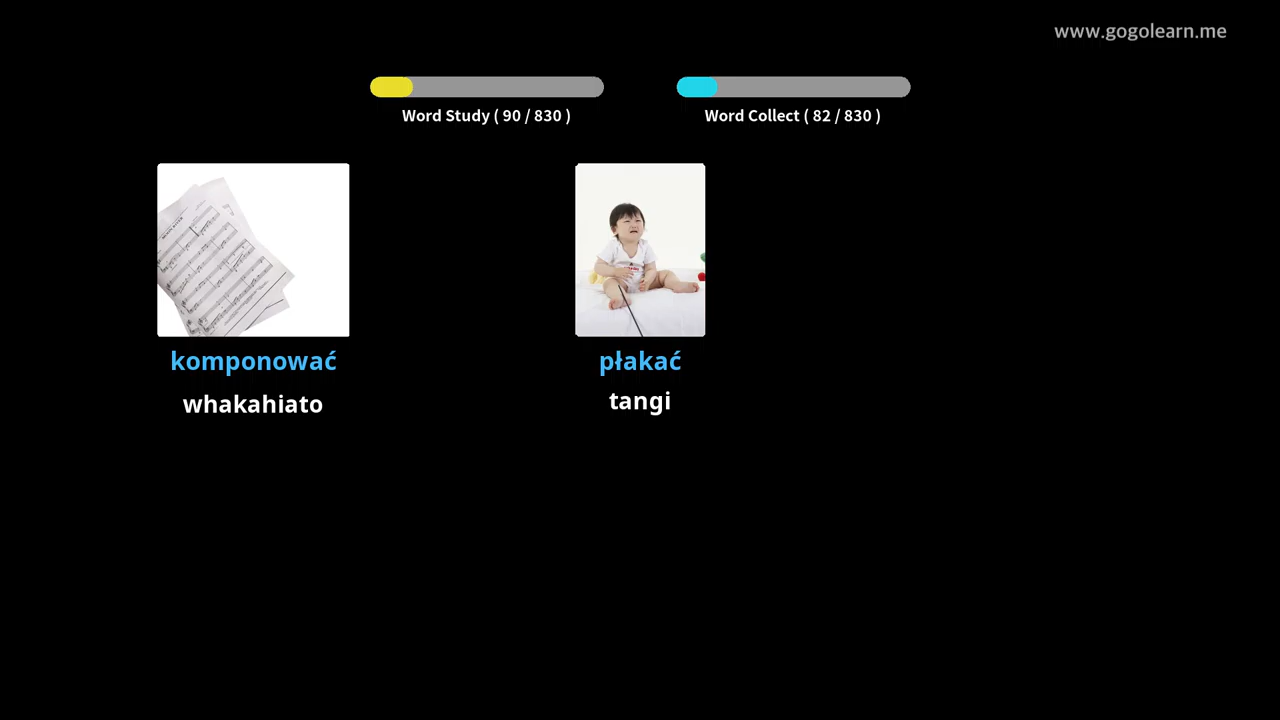 www.gogolearn.me
Word Study ( 90 / 830 )
Word Collect ( 82 / 830 )
komponować
whakahiato
płakać
tangi